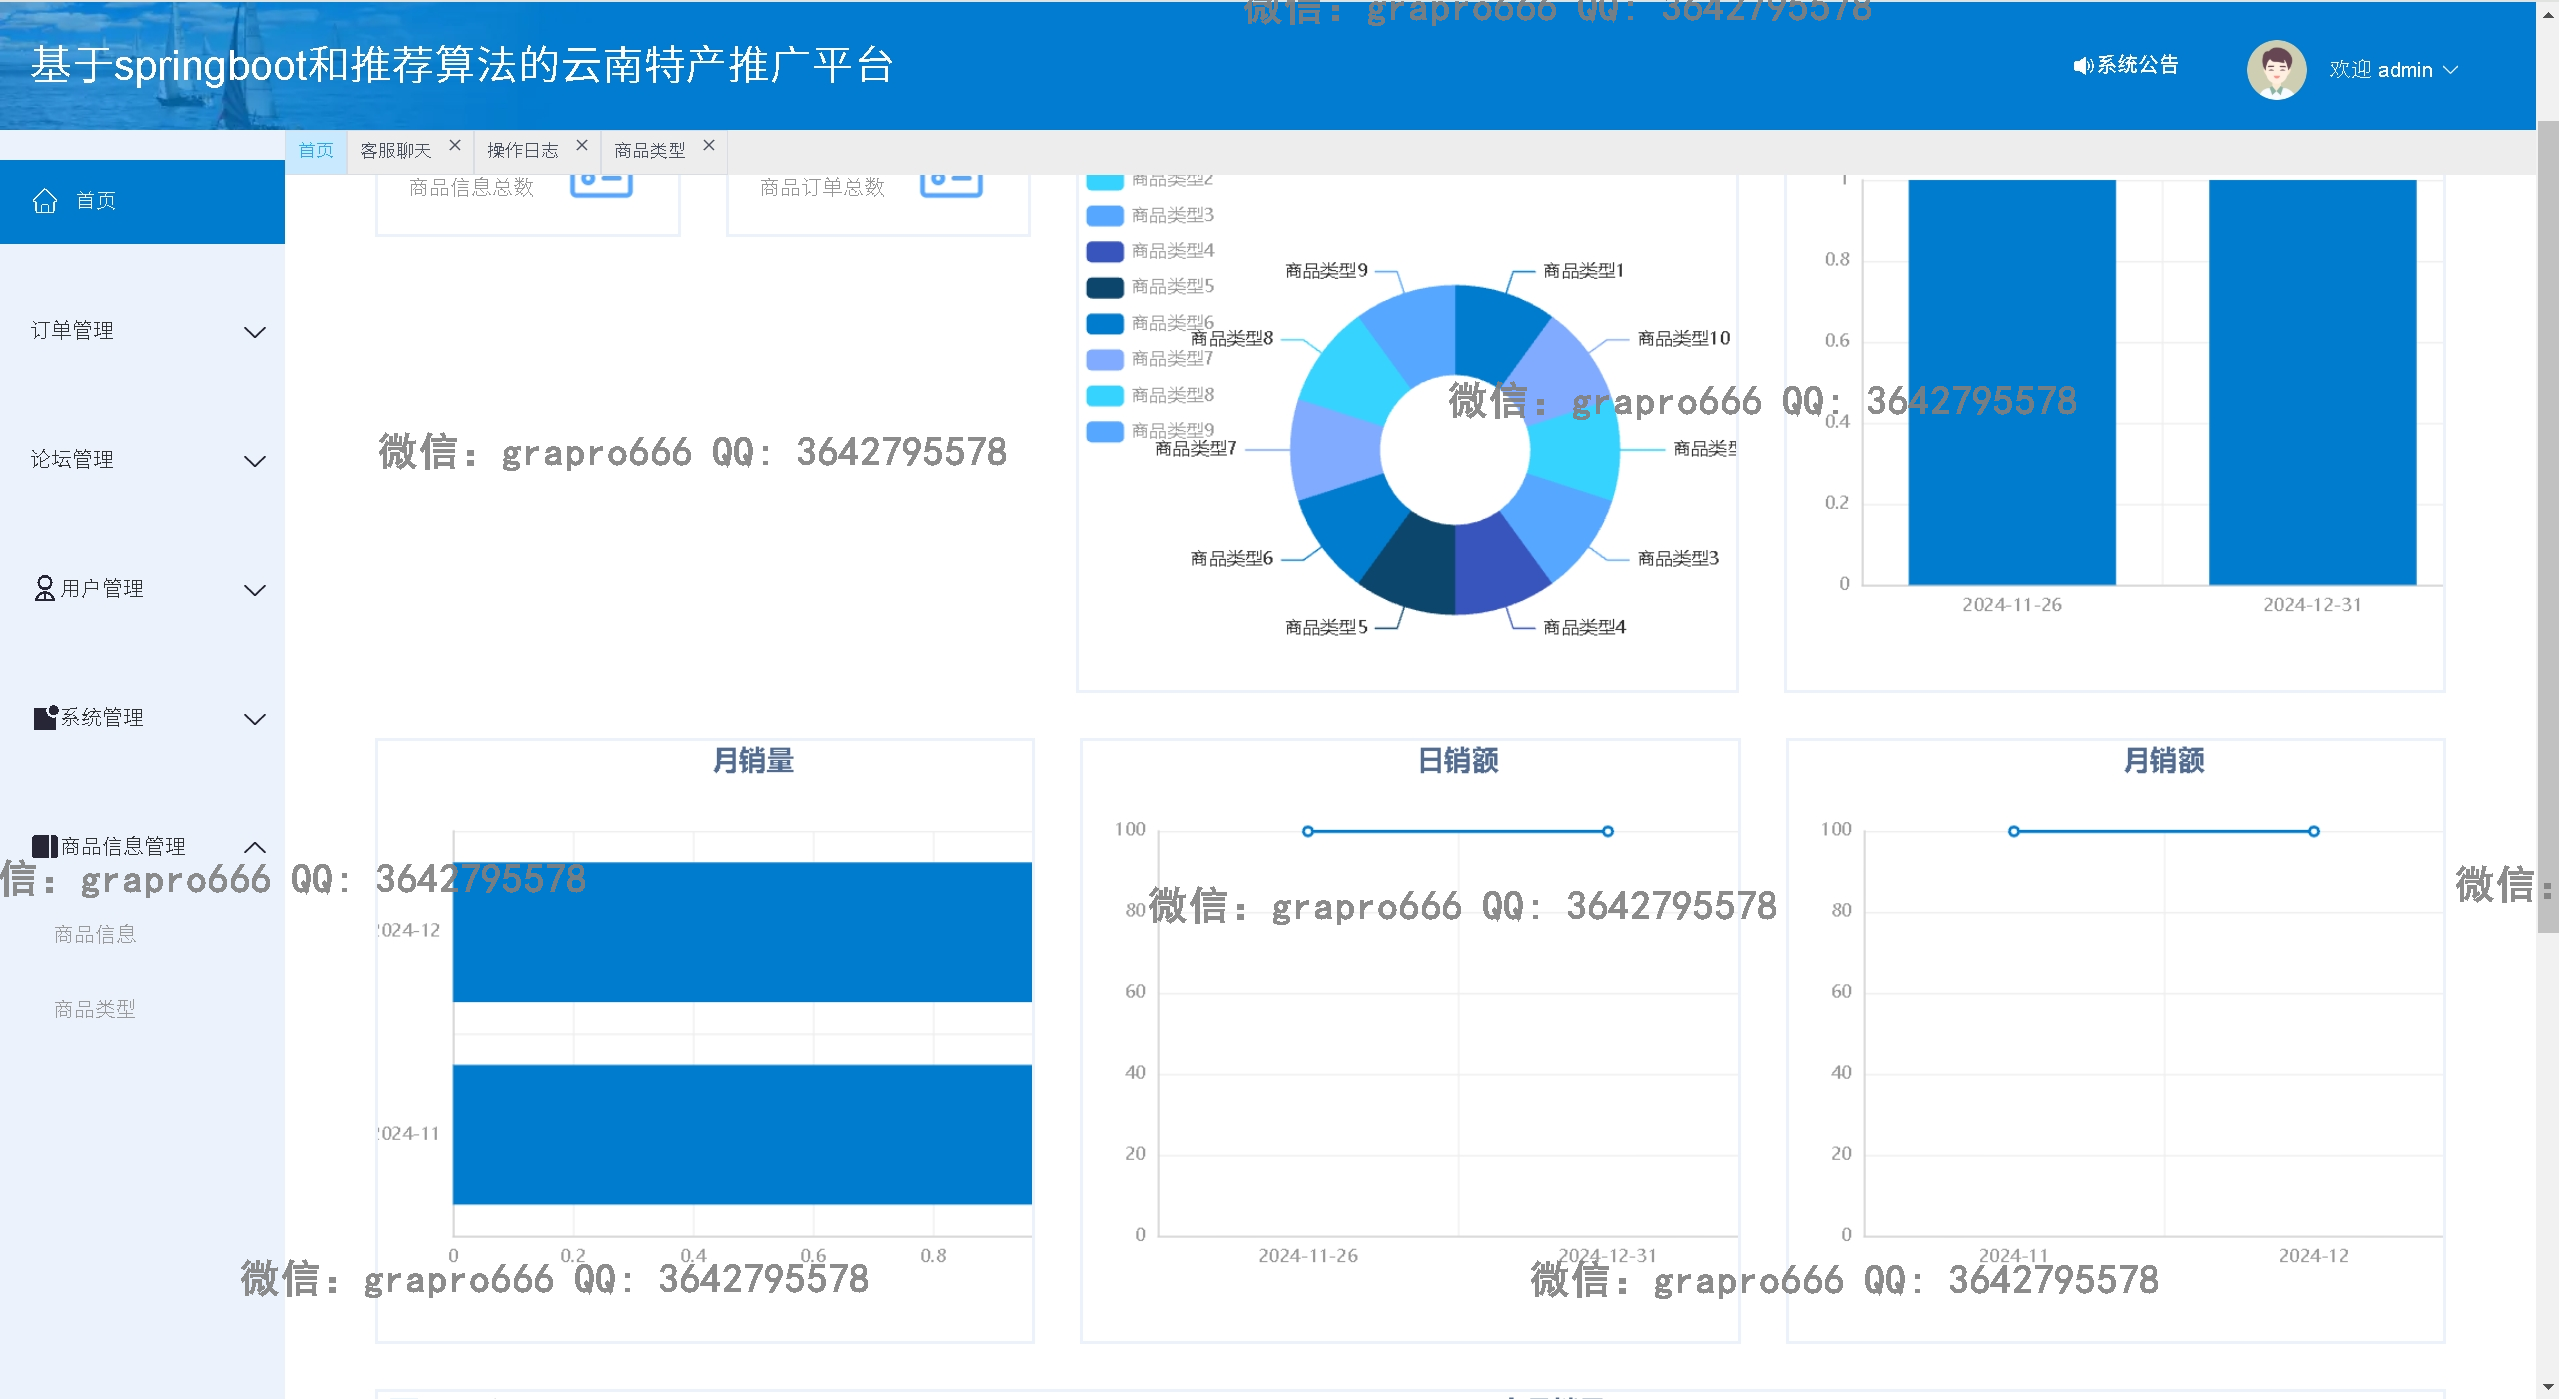 微信: grapro666 QQ: 3642795578
基于springboot和推荐算法的云南特产推广平台
系统公告
欢迎 admin
首页
客服聊天
操作日志
商品类型
首页
订单管理
论坛管理
用户管理
系统管理
商品信息管理
商品信息
商品类型
商品信息总数
商品订单总数
商品类型2
商品类型3
商品类型4
商品类型5
商品类型6
商品类型7
商品类型8
商品类型9
商品类型9
商品类型1
商品类型8
商品类型10
商品类型7
商品类型
商品类型6
商品类型3
商品类型5
商品类型4
1
0.8
0.6
0.4
0.2
0
2024-11-26
2024-12-31
微信: grapro666 QQ: 3642795578
微信: grapro666 QQ: 3642795578
月销量
024-12
024-11
0
0.2
0.4
0.6
0.8
日销额
100
80
60
40
20
0
2024-11-26
2024-12-31
月销额
100
80
60
40
20
0
2024-11
2024-12
信: grapro666 QQ: 3642795578
微信: grapro666 QQ: 3642795578
微信:
微信: grapro666 QQ: 3642795578
微信: grapro666 QQ: 3642795578